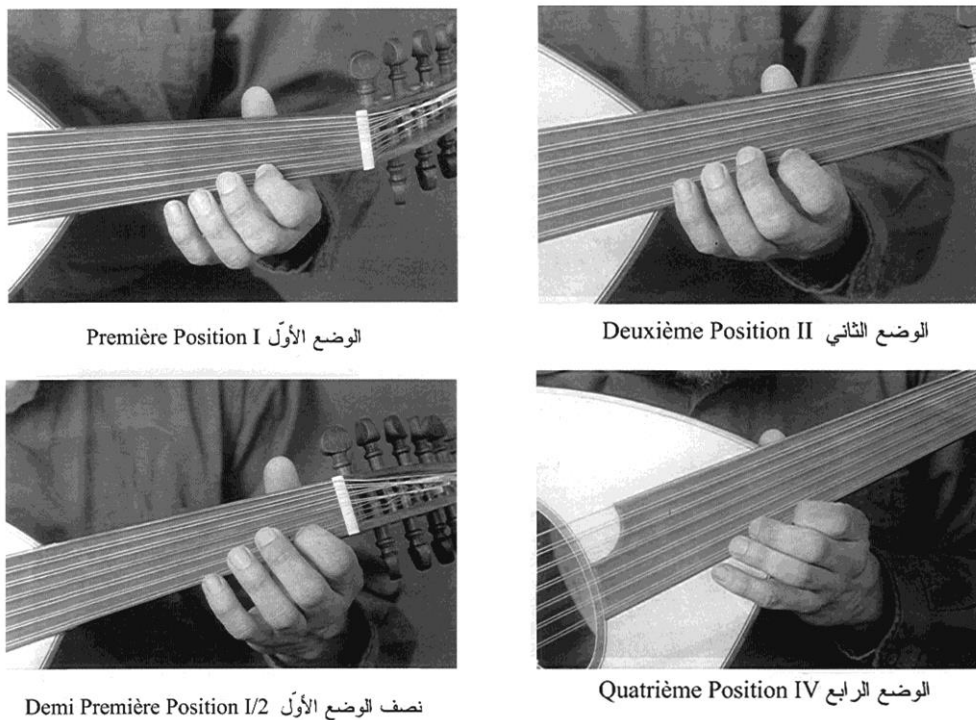 Première Position I الوضع الأوّل
Deuxième Position II الوضع الثاني
Demi Première Position I/2 نصف الوضع الأوّل
Quatrième Position IV الوضع الرابع